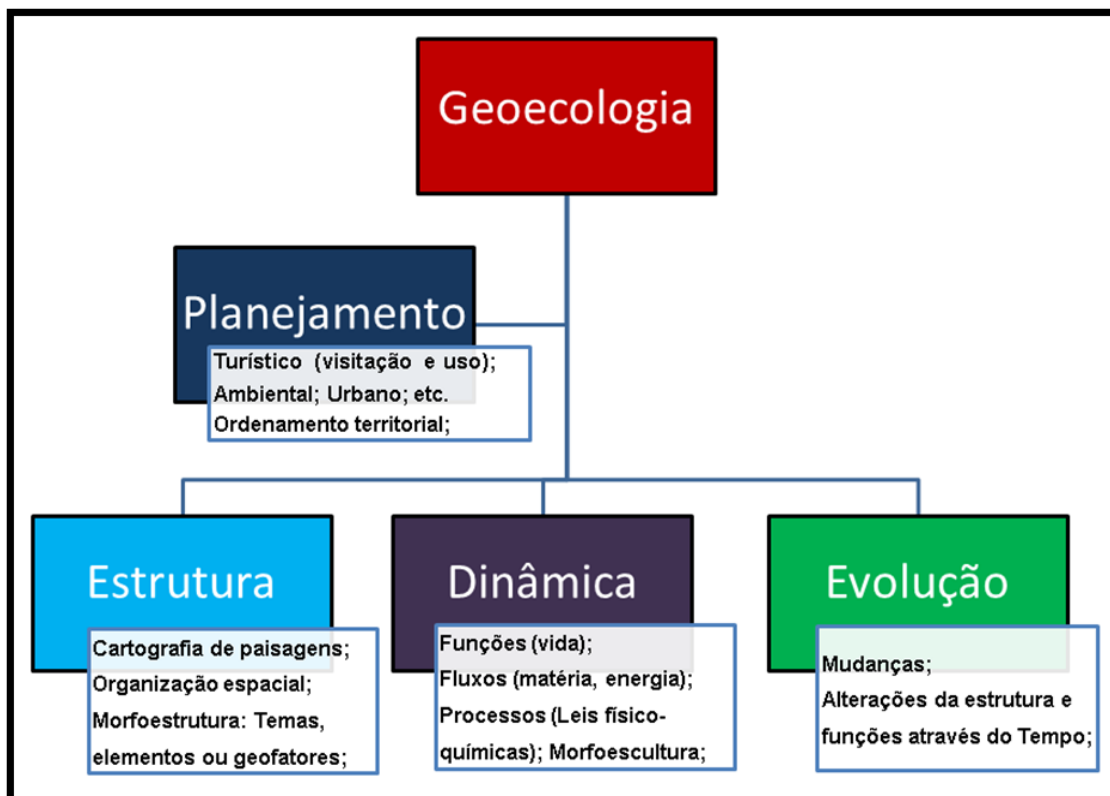 Geoecologia
Planejamento
Turístico (visitação e uso);
Ambiental; Urbano; etc.
Ordenamento territorial;
Estrutura
Cartografia de paisagens;
Organização espacial;
Morfoestrutura: Temas,
elementos ou geofatores;
Dinâmica
Funções (vida);
Fluxos (matéria, energia);
Processos (Leis físico-
químicas); Morfoescultura;
Evolução
Mudanças;
Alterações da estrutura e
funções através do Tempo;